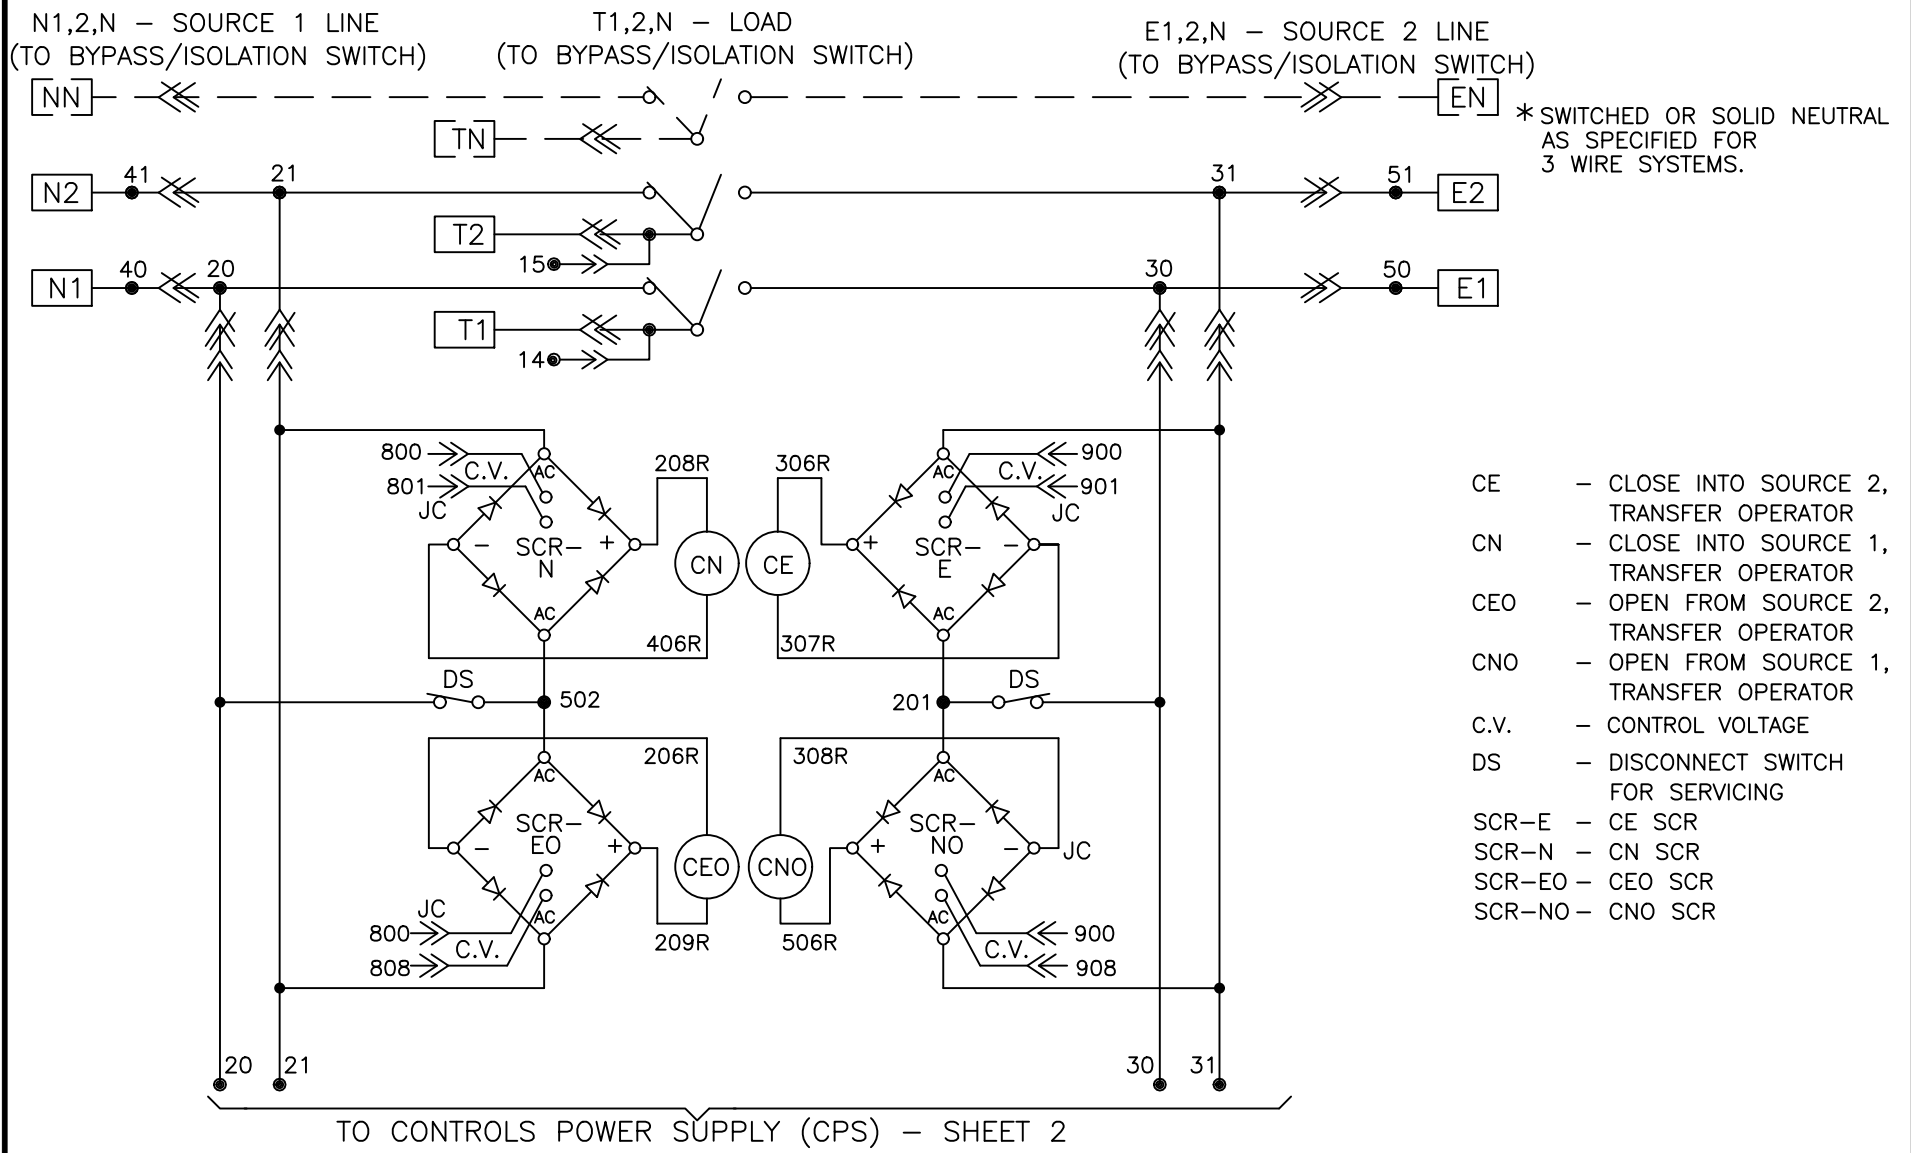 N1,2,N – SOURCE 1 LINE
(TO BYPASS/ISOLATION SWITCH)
T1,2,N – LOAD
(TO BYPASS/ISOLATION SWITCH)
E1,2,N – SOURCE 2 LINE
(TO BYPASS/ISOLATION SWITCH)
NN
EN
* SWITCHED OR SOLID NEUTRAL
AS SPECIFIED FOR
3 WIRE SYSTEMS.
TN
N2
41
21
31
51
E2
T2
15
N1
40
20
30
50
E1
T1
14
800
C.V.
801
JC
AC
208R
306R
AC
C.V.
900
901
JC
–
SCR–
N
+
CN
CE
+
SCR–
E
–
AC
406R
307R
AC
DS
502
201
DS
206R
308R
AC
AC
–
SCR–
EO
+
CEO
CNO
+
SCR–
NO
–
JC
JC
800
C.V.
808
AC
209R
506R
AC
C.V.
900
908
20
21
30
31
TO CONTROLS POWER SUPPLY (CPS) – SHEET 2
CE – CLOSE INTO SOURCE 2,
TRANSFER OPERATOR
CN – CLOSE INTO SOURCE 1,
TRANSFER OPERATOR
CEO – OPEN FROM SOURCE 2,
TRANSFER OPERATOR
CNO – OPEN FROM SOURCE 1,
TRANSFER OPERATOR
C.V. – CONTROL VOLTAGE
DS – DISCONNECT SWITCH
FOR SERVICING
SCR–E – CE SCR
SCR–N – CN SCR
SCR–EO – CEO SCR
SCR–NO – CNO SCR